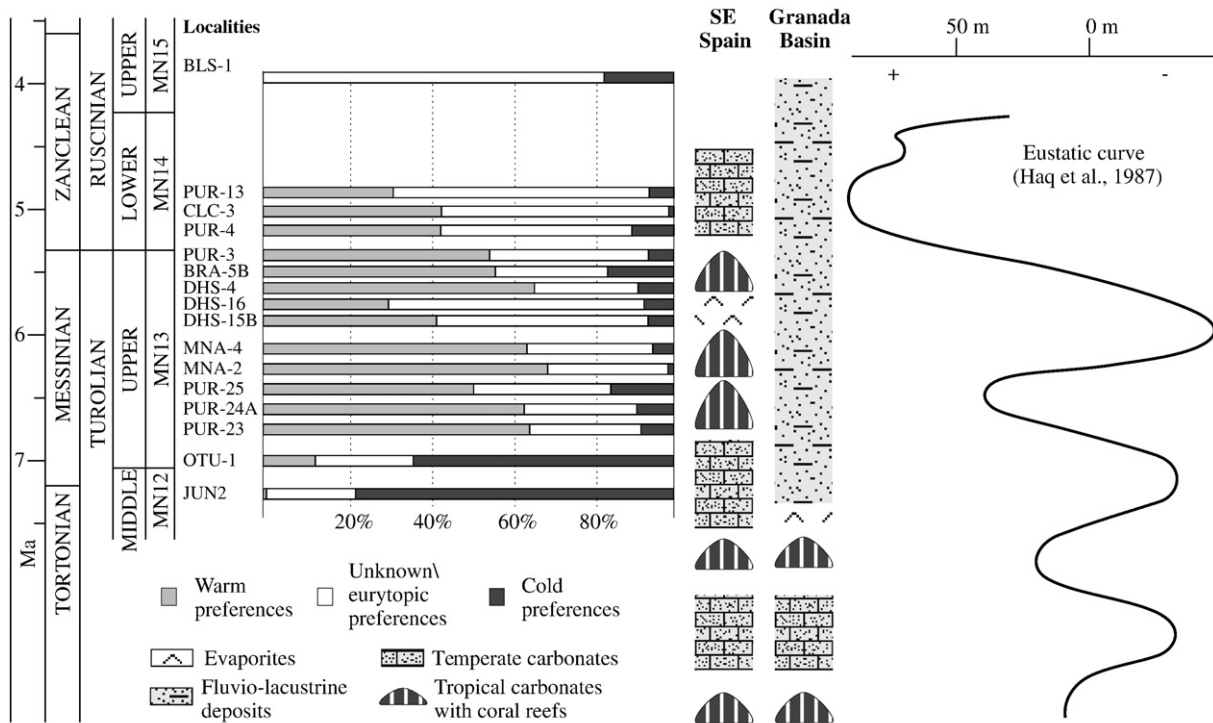 Localities
SE
Spain
Granada
Basin
50 m
0 m
+
-
Eustatic curve
(Haq et al., 1987)
4
5
6
7
Ma
ZANCLEAN
MESSINIAN
TORTONIAN
RUSCINIAN
TUROLIAN
UPPER
LOWER
UPPER
MIDDLE
MN15
MN14
MN13
MN12
BLS-1
PUR-13
CLC-3
PUR-4
PUR-3
BRA-5B
DHS-4
DHS-16
DHS-15B
MNA-4
MNA-2
PUR-25
PUR-24A
PUR-23
OTU-1
JUN2
20%
40%
60%
80%
Warm
preferences
Unknown\
eurytopic
preferences
Cold
preferences
Evaporites
Temperate carbonates
Fluvio-lacustrine
deposits
Tropical carbonates
with coral reefs